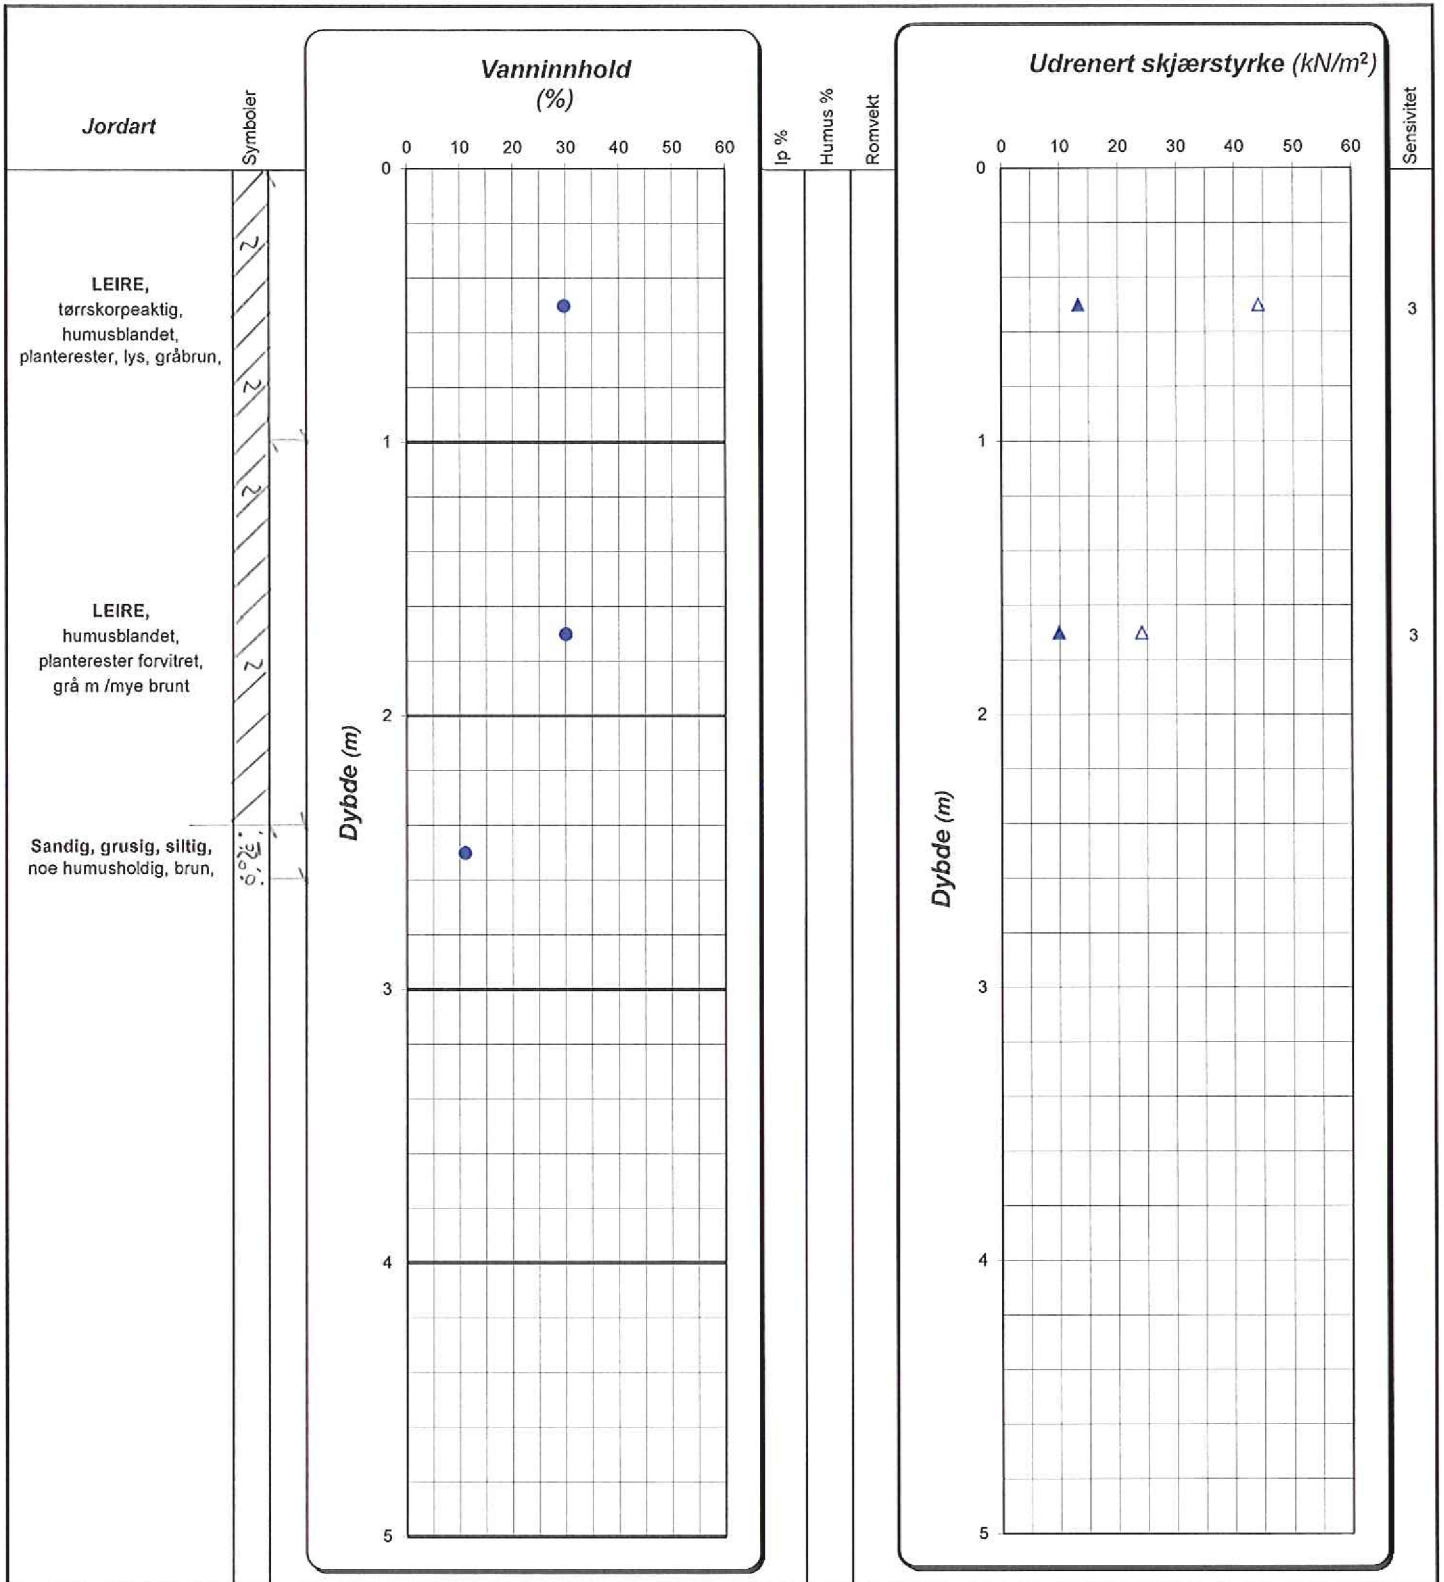 Jordart
Symboler
Vanninnhold
(%)
0 10 20 30 40 50 60
0
1
2
3
4
5
Dybde (m)
Ip %
Humus %
Romvekt
Udrenert skjærstyrke (kN/m²)
0 10 20 30 40 50 60
0
1
2
3
4
5
Dybde (m)
Sensivitet
3
3
LEIRE,
tørrskorpeaktig,
humusblandet,
planterester, lys, gråbrun,
LEIRE,
humusblandet,
planterester forvitret,
grå m /mye brunt
Sandig, grusig, siltig,
noe humusholdig, brun,